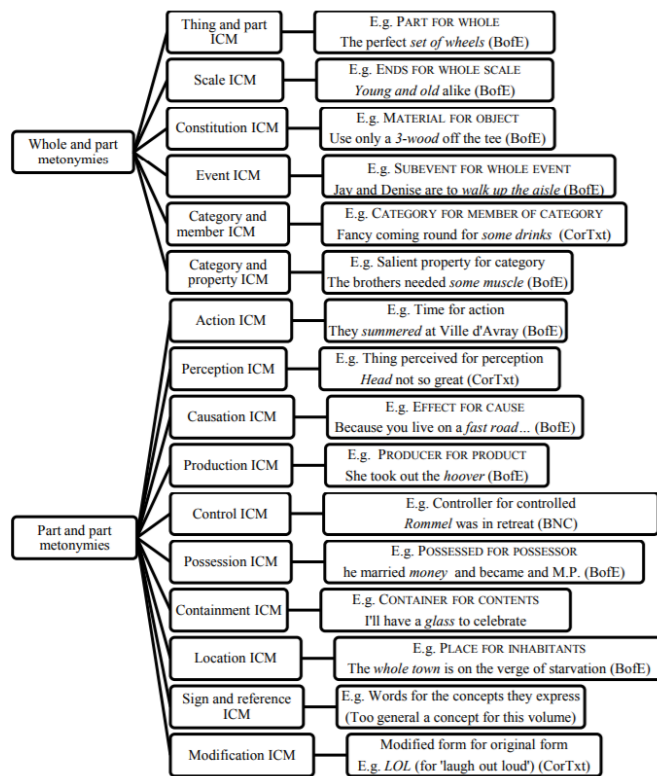 Whole and part
metonymies
Thing and part
ICM
E.g. PART FOR WHOLE
The perfect set of wheels (BofE)
Scale ICM
E.g. ENDS FOR WHOLE SCALE
Young and old alike (BofE)
Constitution ICM
E.g. MATERIAL FOR OBJECT
Use only a 3-wood off the tee (BofE)
Event ICM
E.g. SUBEVENT FOR WHOLE EVENT
Jay and Denise are to walk up the aisle (BofE)
Category and
member ICM
E.g. CATEGORY FOR MEMBER OF CATEGORY
Fancy coming round for some drinks (CorTxt)
Category and
property ICM
E.g. Salient property for category
The brothers needed some muscle (BofE)
Part and part
metonymies
Action ICM
E.g. Time for action
They summered at Ville d'Avray (BofE)
Perception ICM
E.g. Thing perceived for perception
Head not so great (CorTxt)
Causation ICM
E.g. EFFECT FOR CAUSE
Because you live on a fast road… (BofE)
Production ICM
E.g. PRODUCER FOR PRODUCT
She took out the hoover (BofE)
Control ICM
E.g. Controller for controlled
Rommel was in retreat (BNC)
Possession ICM
E.g. POSSESSED FOR POSSESSOR
he married money and became and M.P. (BofE)
Containment ICM
E.g. CONTAINER FOR CONTENTS
I'll have a glass to celebrate
Location ICM
E.g. PLACE FOR INHABITANTS
The whole town is on the verge of starvation (BofE)
Sign and reference
ICM
E.g. Words for the concepts they express
(Too general a concept for this volume)
Modification ICM
Modified form for original form
E.g. LOL (for 'laugh out loud') (CorTxt)